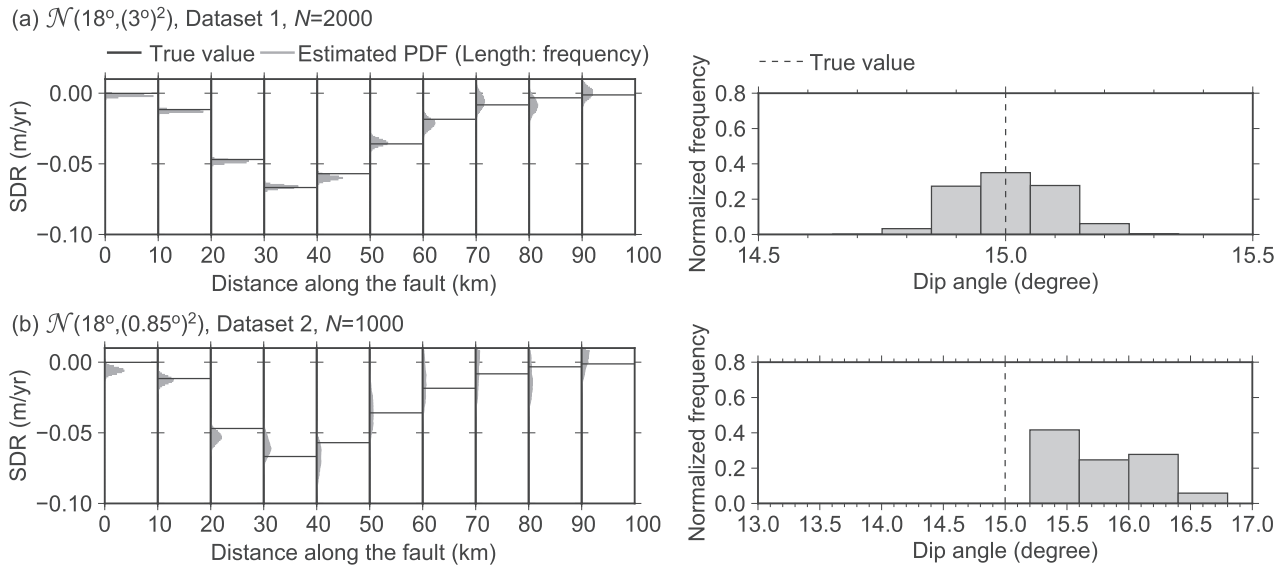 (a) 𝒩(18°,(3°)²), Dataset 1, N=2000
True value
Estimated PDF (Length: frequency)
0.00
−0.05
−0.10
SDR (m/yr)
0 10 20 30 40 50 60 70 80 90 100
Distance along the fault (km)
True value
0.8
0.6
0.4
0.2
0.0
Normalized frequency
14.5 15.0 15.5
Dip angle (degree)
(b) 𝒩(18°,(0.85°)²), Dataset 2, N=1000
0.00
−0.05
−0.10
SDR (m/yr)
0 10 20 30 40 50 60 70 80 90 100
Distance along the fault (km)
0.8
0.6
0.4
0.2
0.0
Normalized frequency
13.0 13.5 14.0 14.5 15.0 15.5 16.0 16.5 17.0
Dip angle (degree)